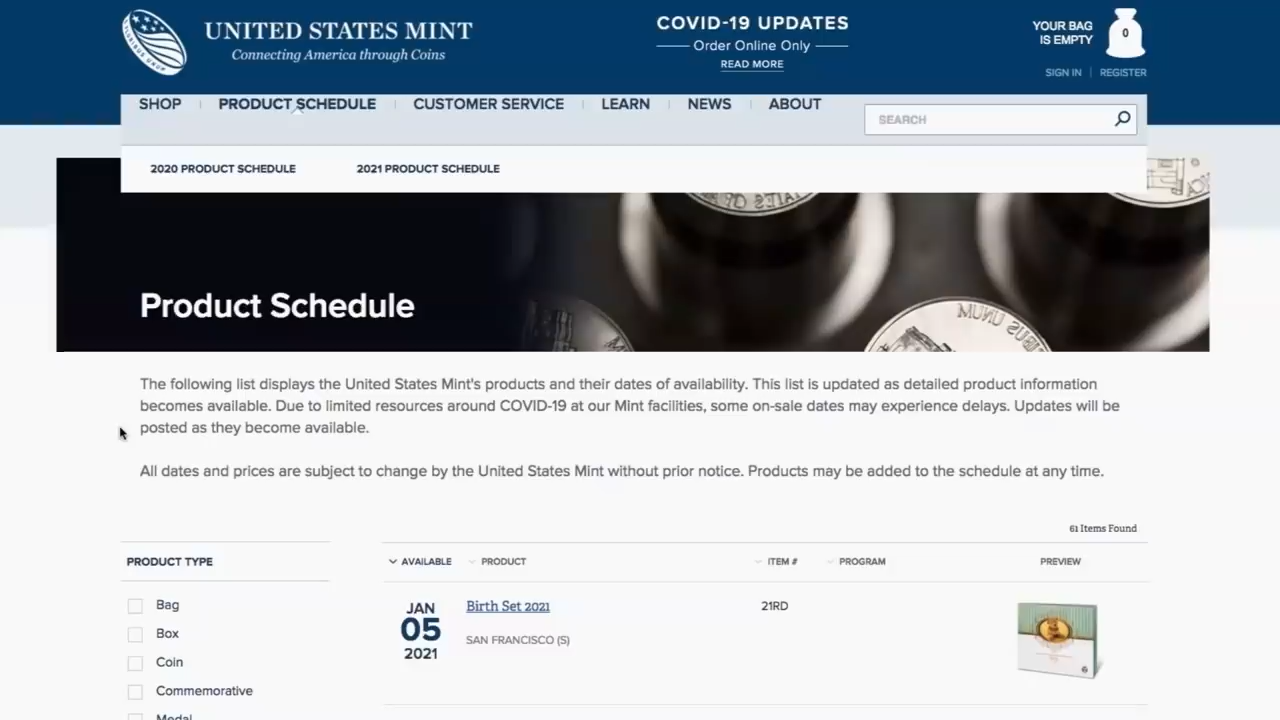 UNITED STATES MINT
Connecting America through Coins
COVID-19 UPDATES
Order Online Only
READ MORE
YOUR BAG
IS EMPTY
0
SIGN IN | REGISTER
SHOP
PRODUCT SCHEDULE
CUSTOMER SERVICE
LEARN
NEWS
ABOUT
SEARCH
2020 PRODUCT SCHEDULE
2021 PRODUCT SCHEDULE
Product Schedule
The following list displays the United States Mint's products and their dates of availability. This list is updated as detailed product information
becomes available. Due to limited resources around COVID-19 at our Mint facilities, some on-sale dates may experience delays. Updates will be
posted as they become available.
All dates and prices are subject to change by the United States Mint without prior notice. Products may be added to the schedule at any time.
61 Items Found
PRODUCT TYPE
Bag
Box
Coin
Commemorative
Medal
AVAILABLE
PRODUCT
ITEM #
PROGRAM
PREVIEW
JAN
05
2021
Birth Set 2021
SAN FRANCISCO (S)
21RD